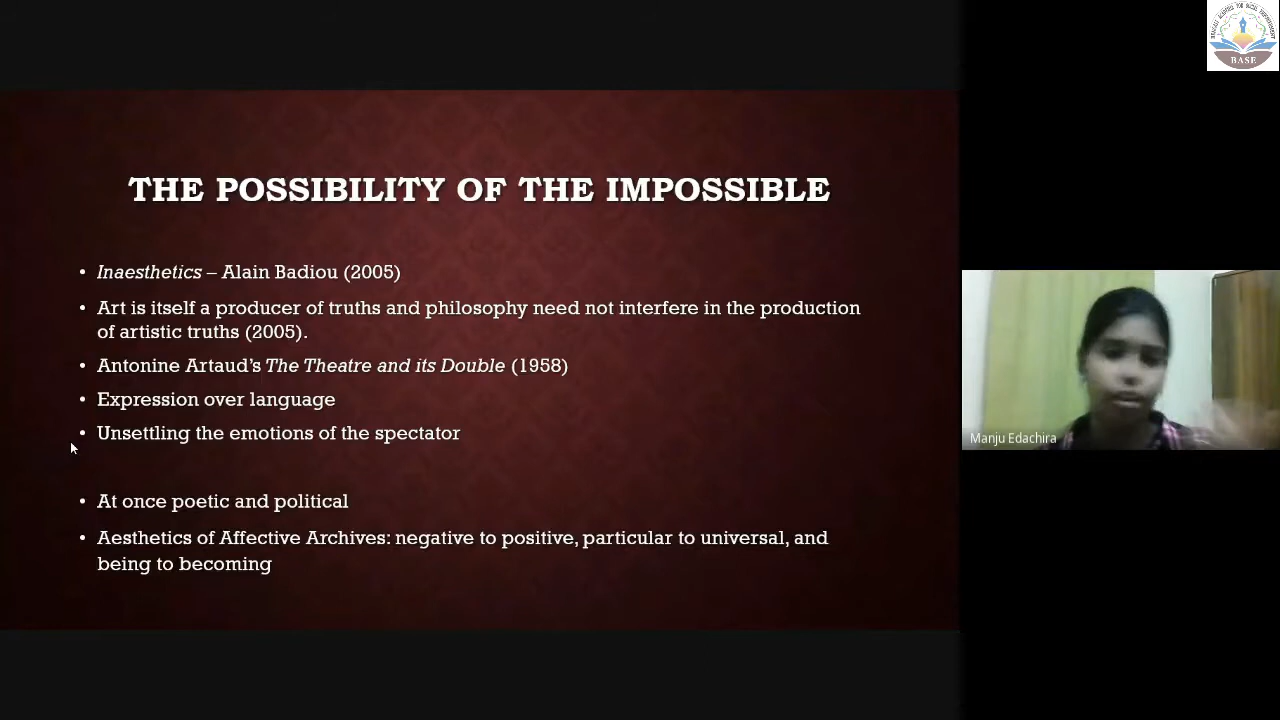 THE POSSIBILITY OF THE IMPOSSIBLE
• Inaesthetics – Alain Badiou (2005)
• Art is itself a producer of truths and philosophy need not interfere in the production
of artistic truths (2005).
• Antonine Artaud's The Theatre and its Double (1958)
• Expression over language
• Unsettling the emotions of the spectator
• At once poetic and political
• Aesthetics of Affective Archives: negative to positive, particular to universal, and
being to becoming
Manju Edachira
BASE